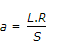 a = L.R
S